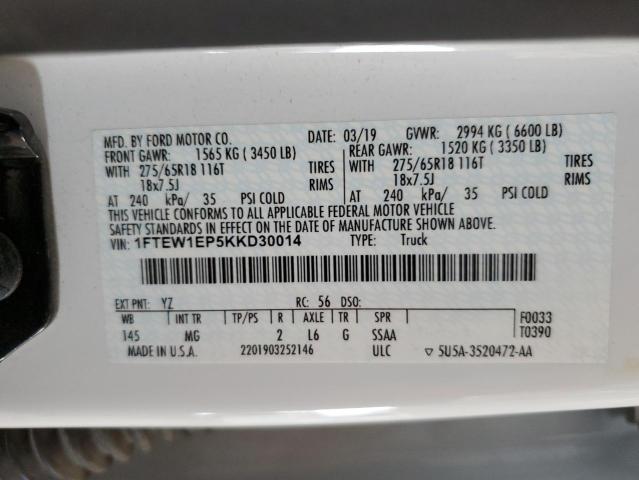 MFD. BY FORD MOTOR CO. DATE: 03/19 GVWR: 2994 KG ( 6600 LB)
FRONT GAWR: 1565 KG ( 3450 LB) REAR GAWR: 1520 KG ( 3350 LB)
WITH 275/65R18 116T TIRES WITH 275/65R18 116T TIRES
18x7.5J RIMS 18x7.5J RIMS
AT 240 kPa/ 35 PSI COLD AT 240 kPa/ 35 PSI COLD
THIS VEHICLE CONFORMS TO ALL APPLICABLE FEDERAL MOTOR VEHICLE
SAFETY STANDARDS IN EFFECT ON THE DATE OF MANUFACTURE SHOWN ABOVE.
VIN: 1FTEW1EP5KKD30014 TYPE: Truck
EXT PNT: YZ RC: 56 DSO: F0033
WB INT TR TP/PS R AXLE TR SPR T0390
145 MG 2 L6 G SSAA
MADE IN U.S.A. 2201903252146 ULC ▽ 5U5A-3520472-AA